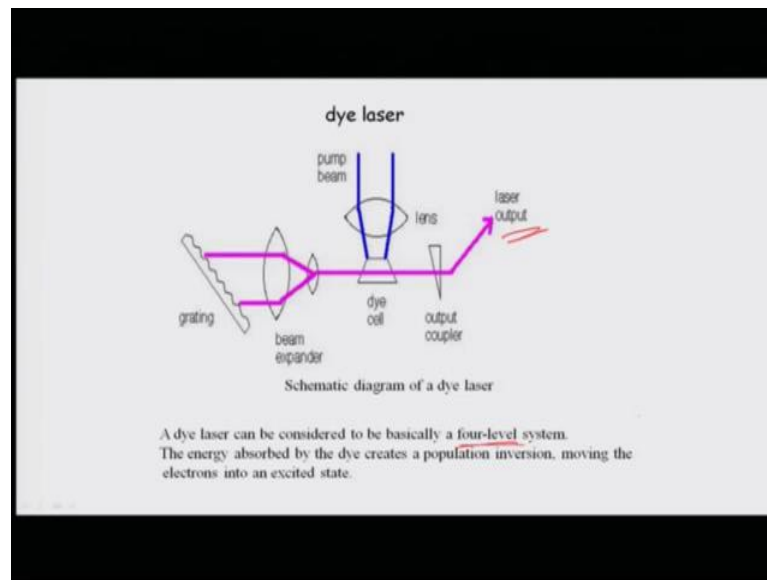 dye laser
pump
beam
lens
laser
output
grating
beam
expander
dye
cell
output
coupler
Schematic diagram of a dye laser
A dye laser can be considered to be basically a four-level system.
The energy absorbed by the dye creates a population inversion, moving the
electrons into an excited state.